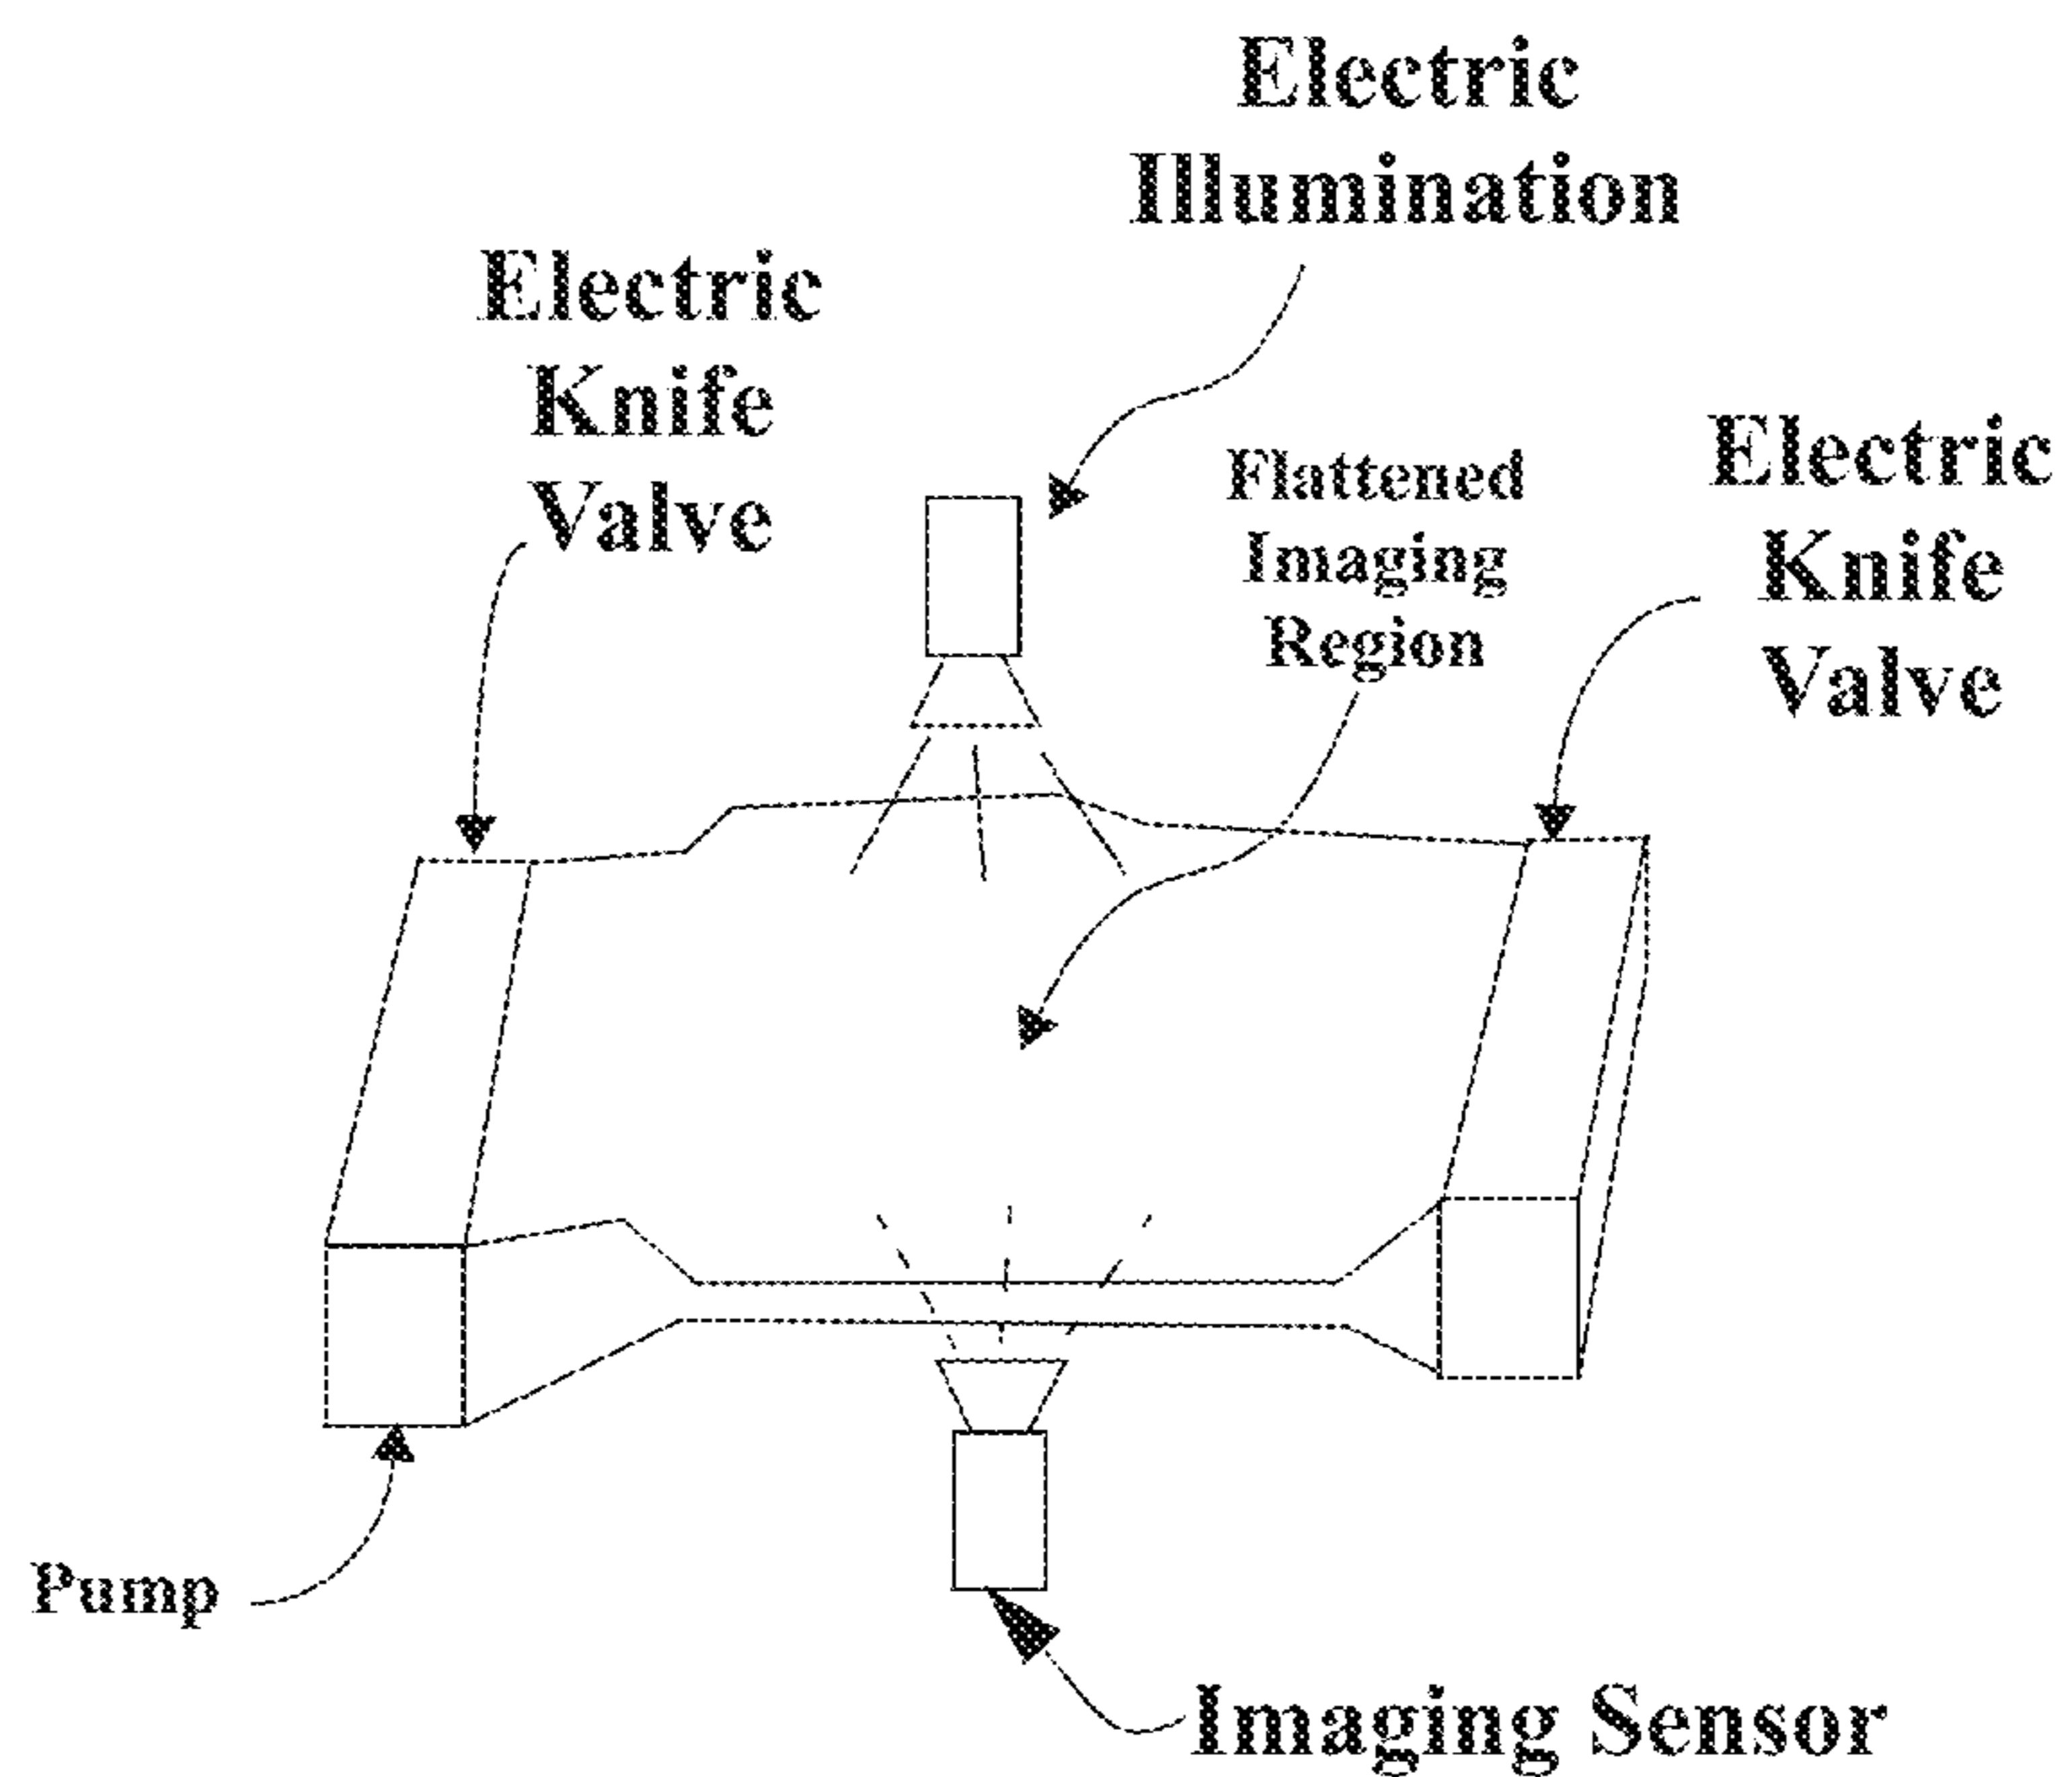 Electric
Illumination
Electric
Knife
Valve
Flattened
Imaging
Region
Electric
Knife
Valve
Pump
Imaging Sensor